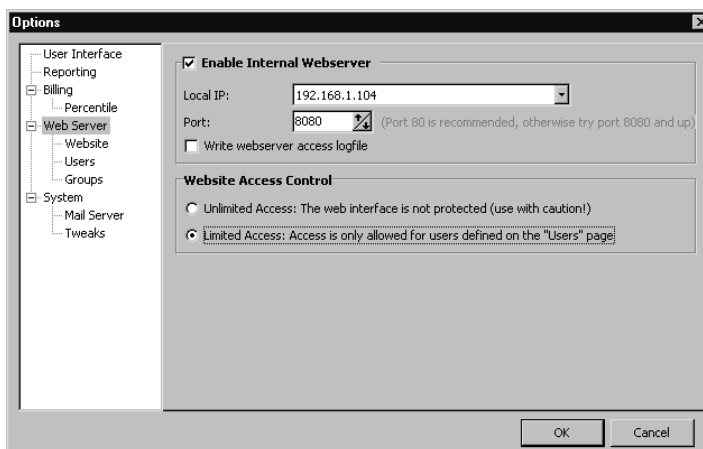 Options
User Interface
Reporting
Billing
Percentile
Web Server
Website
Users
Groups
System
Mail Server
Tweaks
Enable Internal Webserver
Local IP:
192.168.1.104
Port:
8080
(Port 80 is recommended, otherwise try port 8080 and up)
Write webserver access logfile
Website Access Control
Unlimited Access: The web interface is not protected (use with caution!)
Limited Access: Access is only allowed for users defined on the "Users" page
OK
Cancel